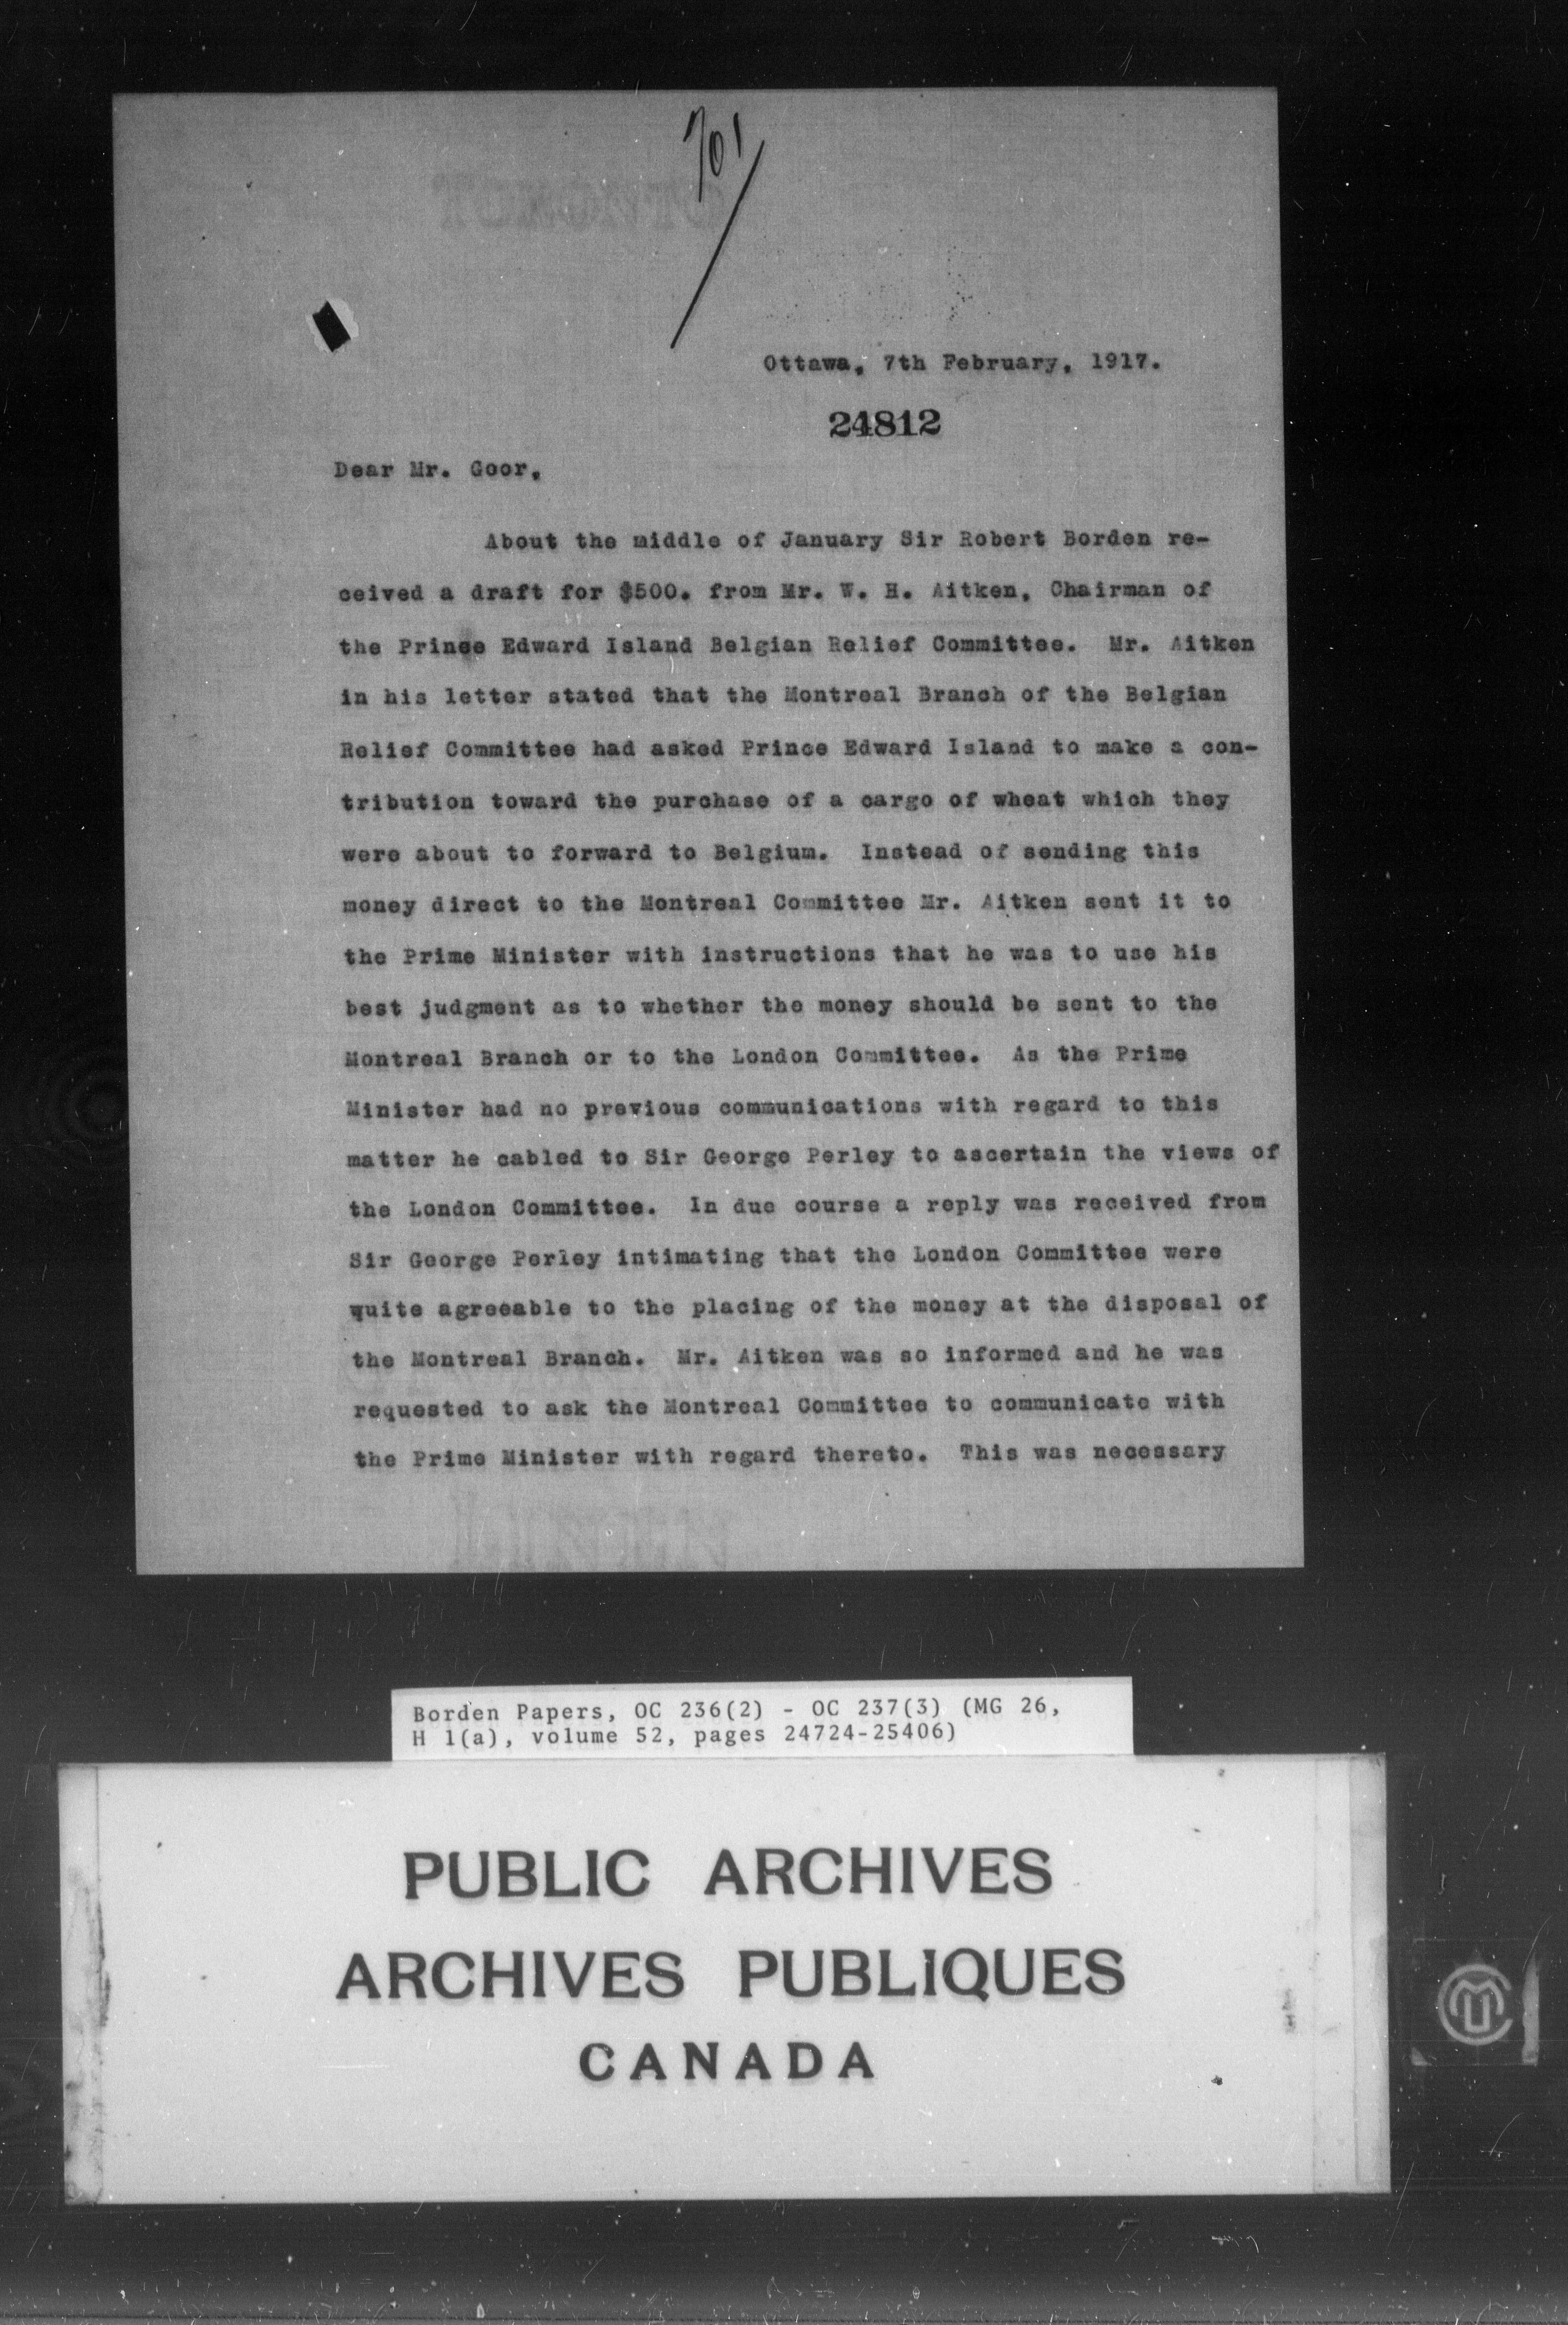 701
Ottawa, 7th February, 1917.
24812
Dear Mr. Goor,
About the middle of January Sir Robert Borden re-
ceived a draft for $500. from Mr. W. H. Aitken, Chairman of
the Prince Edward Island Belgian Relief Committee. Mr. Aitken
in his letter stated that the Montreal Branch of the Belgian
Relief Committee had asked Prince Edward Island to make a con-
tribution toward the purchase of a cargo of wheat which they
were about to forward to Belgium. Instead of sending this
money direct to the Montreal Committee Mr. Aitken sent it to
the Prime Minister with instructions that he was to use his
best judgment as to whether the money should be sent to the
Montreal Branch or to the London Committee. As the Prime
Minister had no previous communications with regard to this
matter he cabled to Sir George Perley to ascertain the views of
the London Committee. In due course a reply was received from
Sir George Perley intimating that the London Committee were
quite agreeable to the placing of the money at the disposal of
the Montreal Branch. Mr. Aitken was so informed and he was
requested to ask the Montreal Committee to communicate with
the Prime Minister with regard thereto. This was necessary
Borden Papers, OC 236(2) - OC 237(3) (MG 26,
H 1(a), volume 52, pages 24724-25406)
PUBLIC ARCHIVES
ARCHIVES PUBLIQUES
CANADA